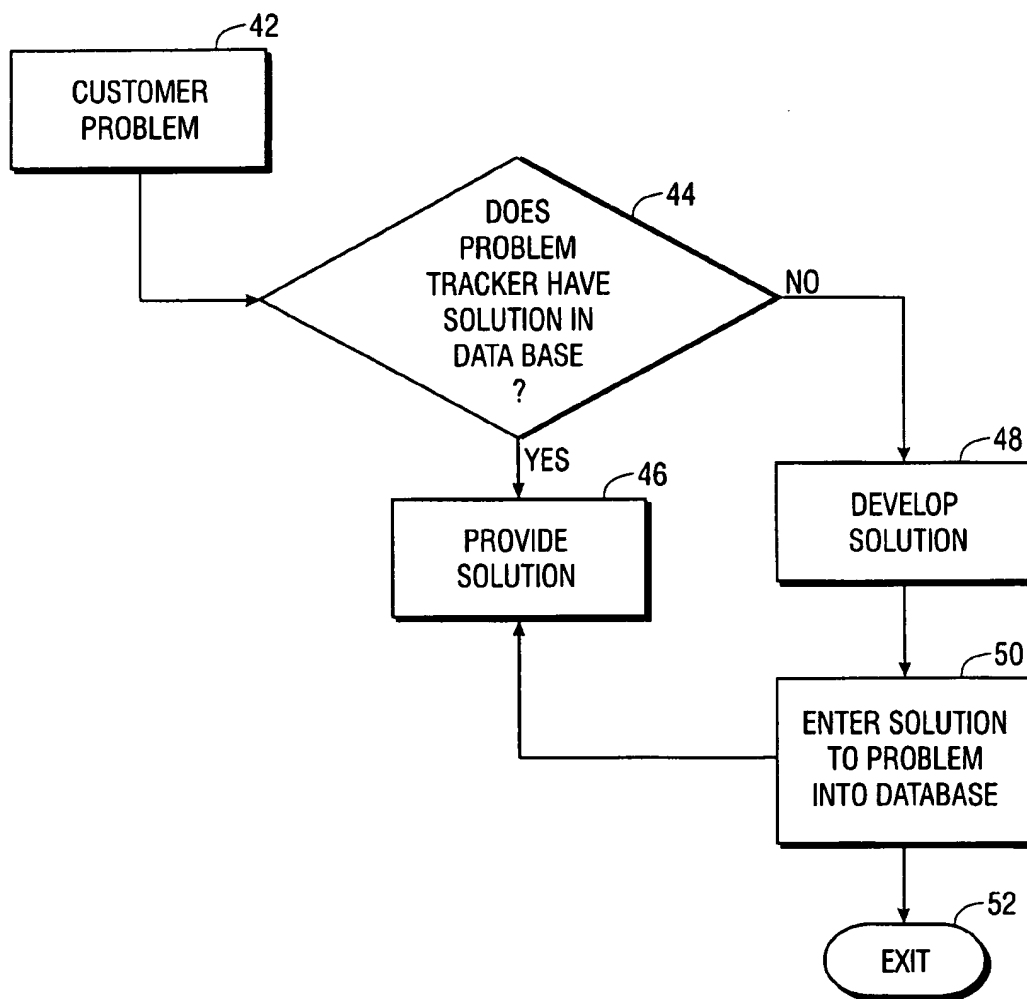 42
CUSTOMER
PROBLEM
44
DOES
PROBLEM
TRACKER HAVE
SOLUTION IN
DATA BASE
?
NO
YES
46
PROVIDE
SOLUTION
48
DEVELOP
SOLUTION
50
ENTER SOLUTION
TO PROBLEM
INTO DATABASE
52
EXIT